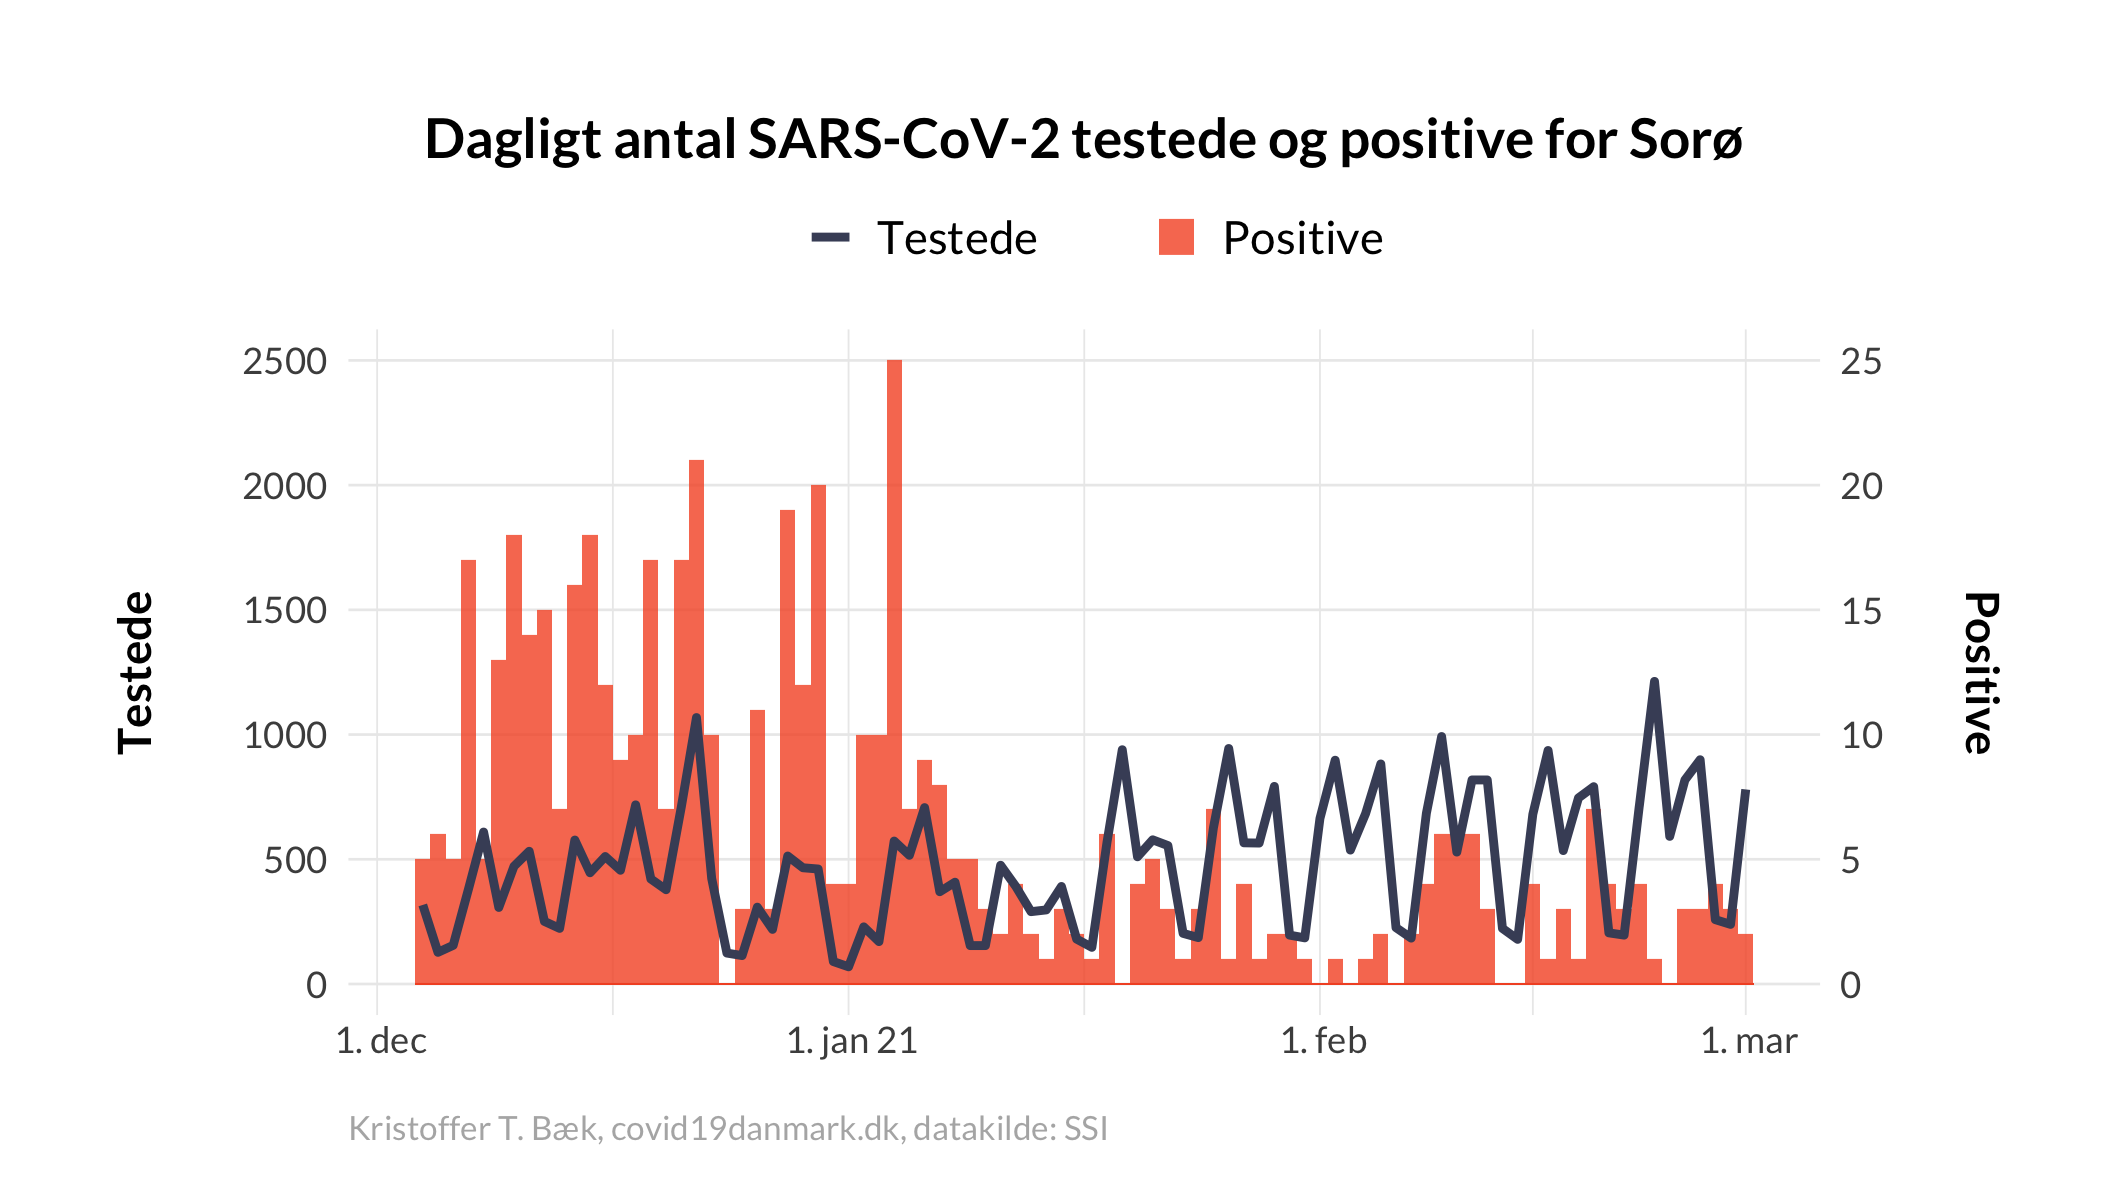 Dagligt antal SARS-CoV-2 testede og positive for Sorø
Testede
Positive
2500
2000
1500
1000
500
0
Testede
25
20
15
10
5
0
Positive
1. dec
1. jan 21
1. feb
1. mar
Kristoffer T. Bæk, covid19danmark.dk, datakilde: SSI